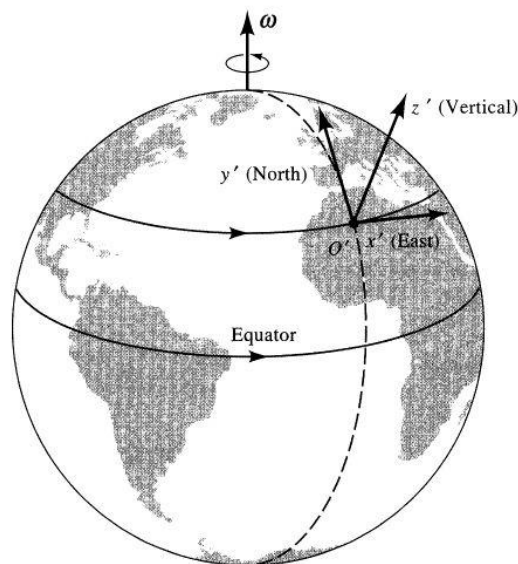 ω
z′ (Vertical)
y′ (North)
O′
x′ (East)
Equator